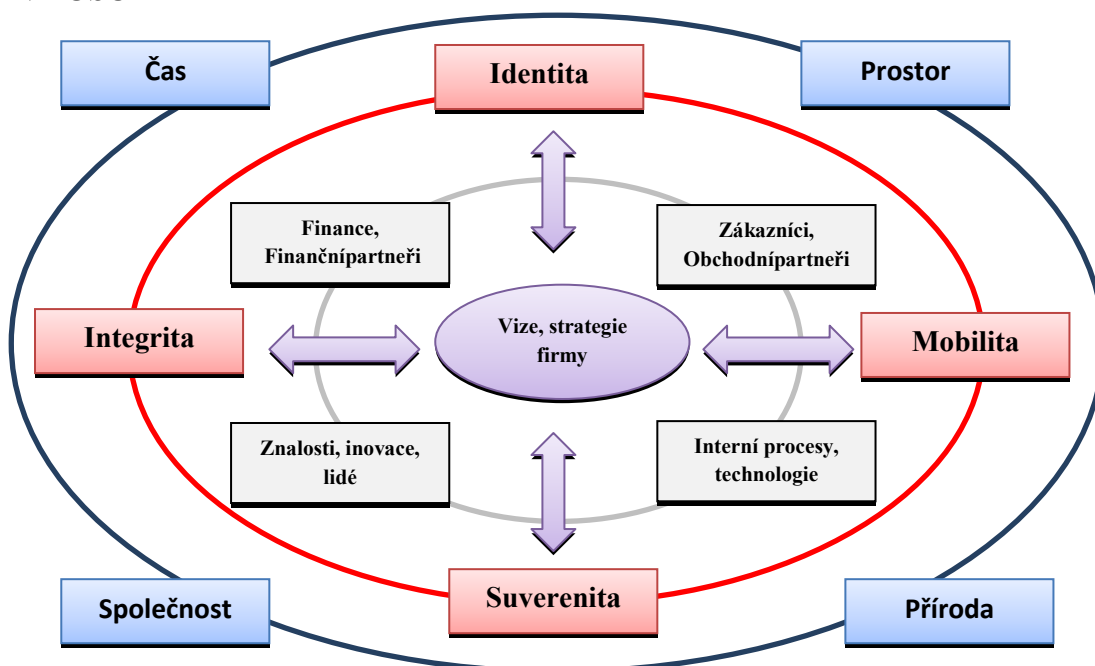 Čas
Identita
Prostor
Finance,
Finančnípartneři
Zákazníci,
Obchodnípartneři
Integrita
Vize, strategie
firmy
Mobilita
Znalosti, inovace,
lidé
Interní procesy,
technologie
Společnost
Suverenita
Příroda